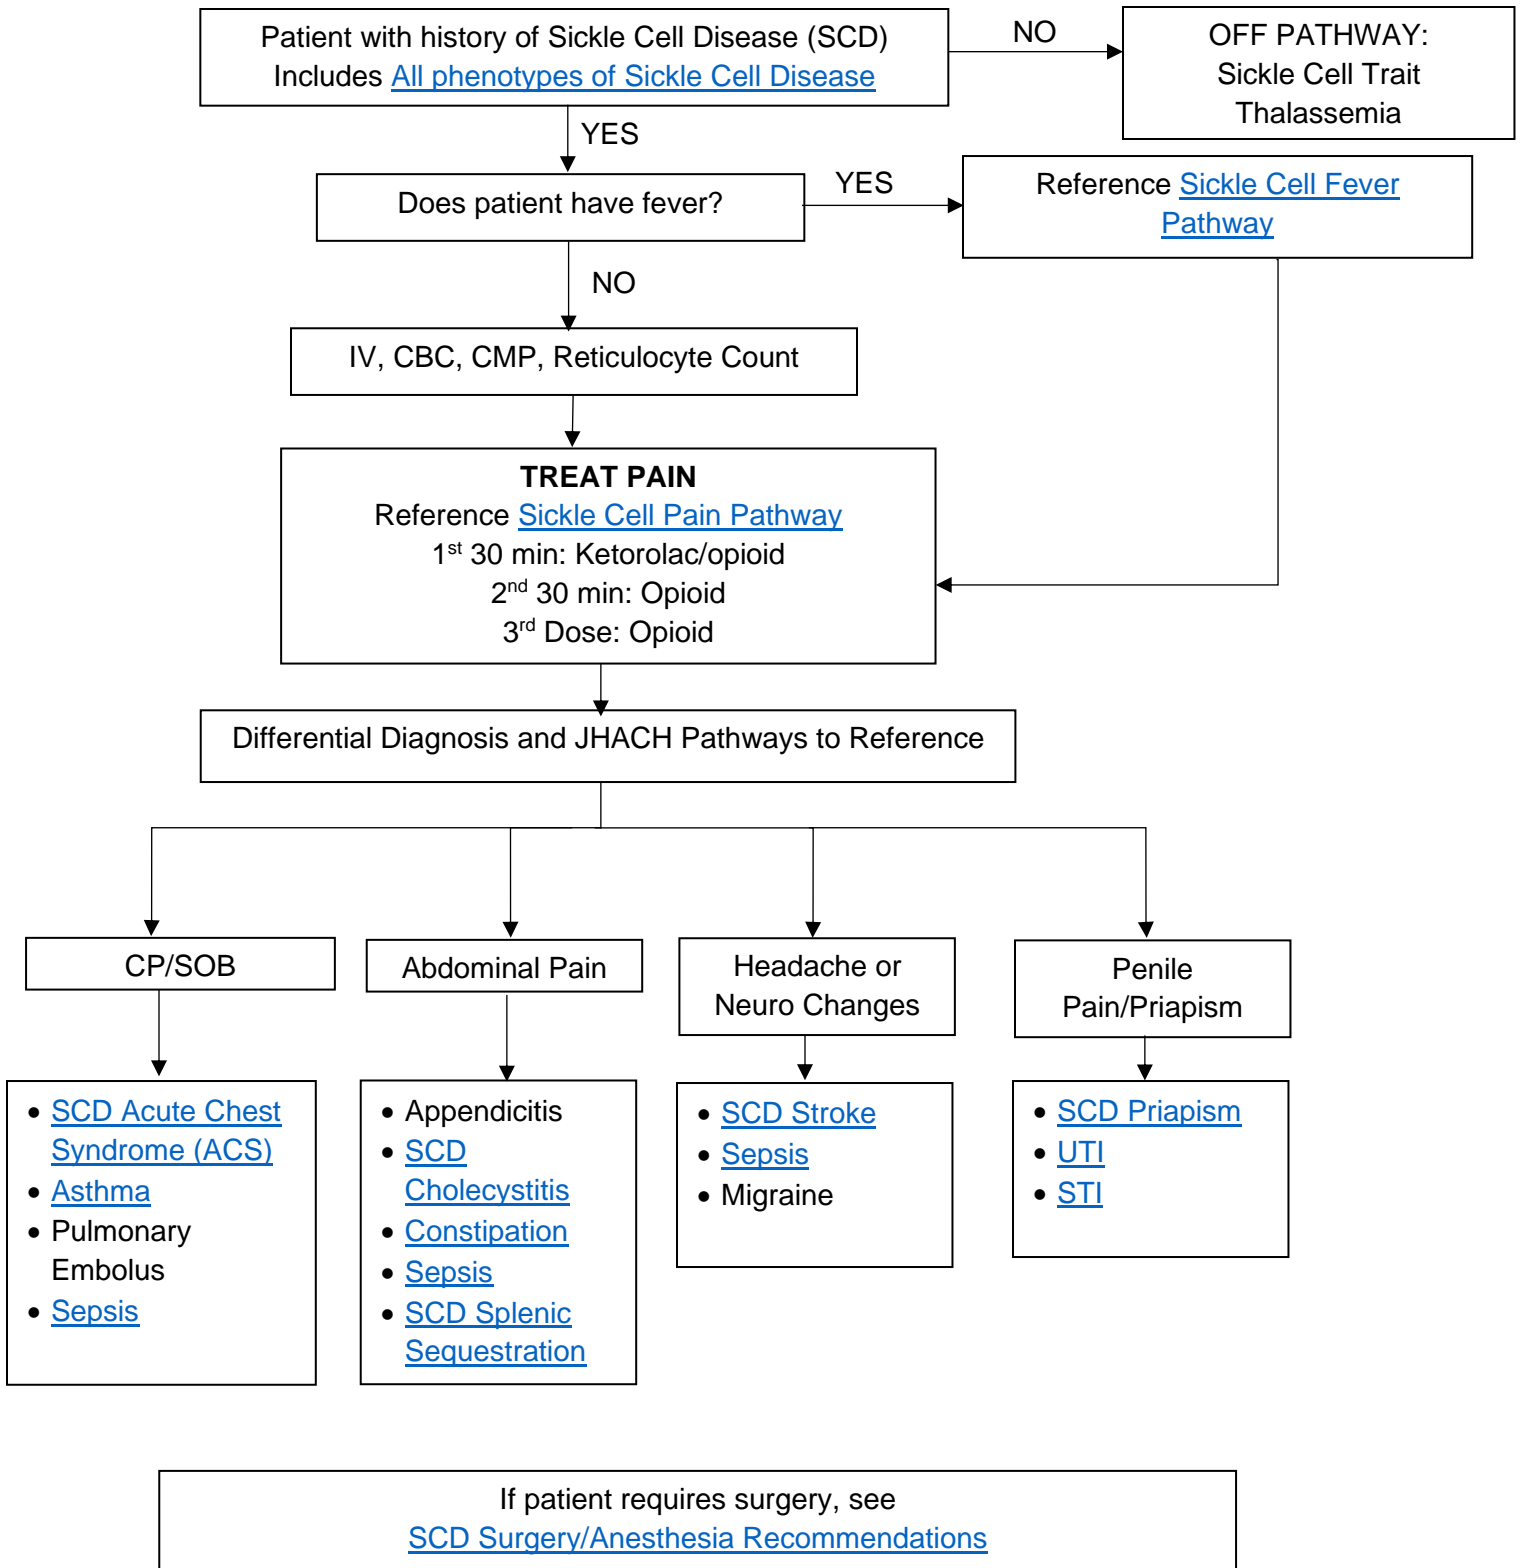 Patient with history of Sickle Cell Disease (SCD)
Includes All phenotypes of Sickle Cell Disease
NO
OFF PATHWAY:
Sickle Cell Trait
Thalassemia
YES
Does patient have fever?
YES
Reference Sickle Cell Fever
Pathway
NO
IV, CBC, CMP, Reticulocyte Count
TREAT PAIN
Reference Sickle Cell Pain Pathway
1st 30 min: Ketorolac/opioid
2nd 30 min: Opioid
3rd Dose: Opioid
Differential Diagnosis and JHACH Pathways to Reference
CP/SOB
• SCD Acute Chest
Syndrome (ACS)
• Asthma
• Pulmonary
Embolus
• Sepsis
Abdominal Pain
• Appendicitis
• SCD
Cholecystitis
• Constipation
• Sepsis
• SCD Splenic
Sequestration
Headache or
Neuro Changes
• SCD Stroke
• Sepsis
• Migraine
Penile
Pain/Priapism
• SCD Priapism
• UTI
• STI
If patient requires surgery, see
SCD Surgery/Anesthesia Recommendations